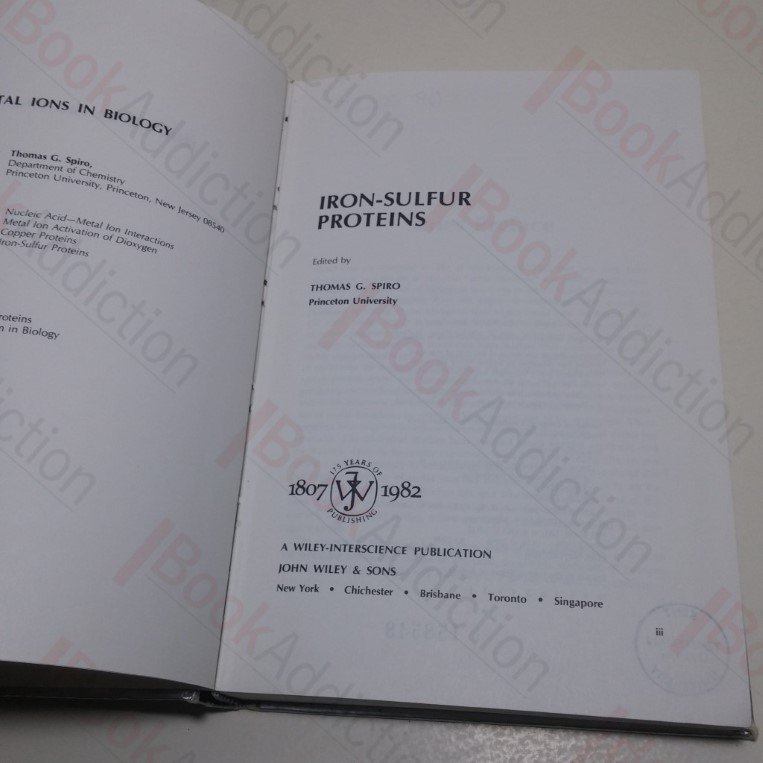 TAL IONS IN BIOLOGY
Thomas G. Spiro,
Department of Chemistry
Princeton University, Princeton, New Jersey 08540
Nucleic Acid—Metal Ion Interactions
Metal Ion Activation of Dioxygen
Copper Proteins
Iron-Sulfur Proteins
roteins
n in Biology
IRON-SULFUR
PROTEINS
Edited by
THOMAS G. SPIRO
Princeton University
175 YEARS OF
1807 JW 1982
PUBLISHING
A WILEY-INTERSCIENCE PUBLICATION
JOHN WILEY & SONS
New York • Chichester • Brisbane • Toronto • Singapore
iii
BookAddiction